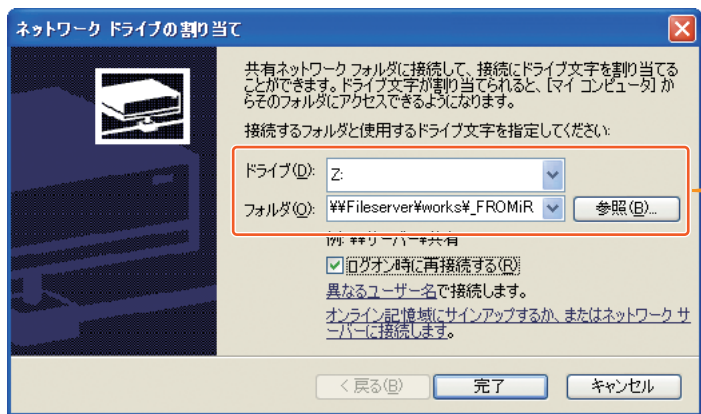 ネットワーク ドライブの割り当て
共有ネットワーク フォルダに接続して、接続にドライブ文字を割り当てる
ことができます。ドライブ文字が割り当てられると、[マイ コンピュータ] か
らそのフォルダにアクセスできるようになります。
接続するフォルダと使用するドライブ文字を指定してください:
ドライブ(D): Z:
フォルダ(O): ¥¥Fileserver¥works¥_FROMiR 参照(B)...
例: ¥¥サーバー¥共有
ログオン時に再接続する(R)
異なるユーザー名で接続します。
オンライン記憶域にサインアップするか、またはネットワーク サ
ーバーに接続します。
< 戻る(B) 完了 キャンセル